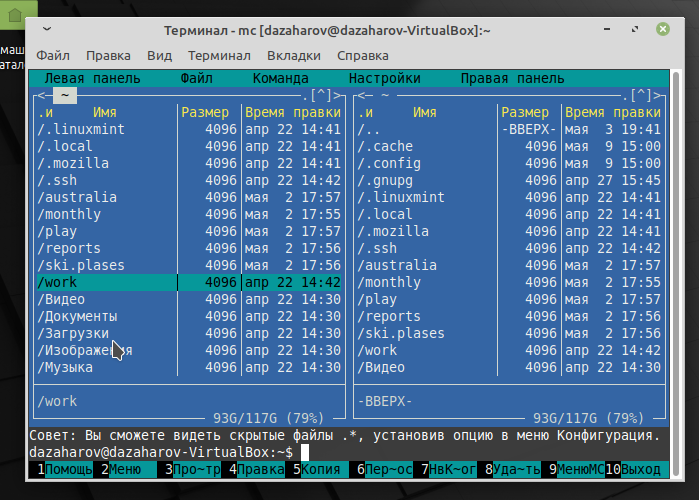 Терминал - mc [dazaharov@dazaharov-VirtualBox]:~
Файл Правка Вид Терминал Вкладки Справка
Левая панель Файл Команда Настройки Правая панель
<─ ~ .[^]> <─ ~ .[^]>
.и Имя Размер Время правки .и Имя Размер Время правки
/.linuxmint 4096 апр 22 14:41 /.. -ВВЕРХ- мая 3 19:41
/.local 4096 апр 22 14:41 /.cache 4096 мая 9 15:00
/.mozilla 4096 апр 22 14:41 /.config 4096 мая 9 15:00
/.ssh 4096 апр 22 14:42 /.gnupg 4096 апр 27 15:45
/australia 4096 мая 2 17:57 /.linuxmint 4096 апр 22 14:41
/monthly 4096 мая 2 17:55 /.local 4096 апр 22 14:41
/play 4096 мая 2 17:57 /.mozilla 4096 апр 22 14:41
/reports 4096 мая 2 17:56 /.ssh 4096 апр 22 14:42
/ski.plases 4096 мая 2 17:56 /australia 4096 мая 2 17:57
/work 4096 апр 22 14:42 /monthly 4096 мая 2 17:55
/Видео 4096 апр 22 14:30 /play 4096 мая 2 17:57
/Документы 4096 апр 22 14:30 /reports 4096 мая 2 17:56
/Загрузки 4096 апр 22 14:30 /ski.plases 4096 мая 2 17:56
/Изображения 4096 апр 22 14:30 /work 4096 апр 22 14:42
/Музыка 4096 апр 22 14:30 /Видео 4096 апр 22 14:30
/work -ВВЕРХ-
93G/117G (79%) 93G/117G (79%)
Совет: Вы сможете видеть скрытые файлы .*, установив опцию в меню Конфигурация.
dazaharov@dazaharov-VirtualBox:~$
1Помощь 2Меню 3Про~тр 4Правка 5Копия 6Пер~ос 7НвК~ог 8Уда~ть 9МенюМС 10Выход